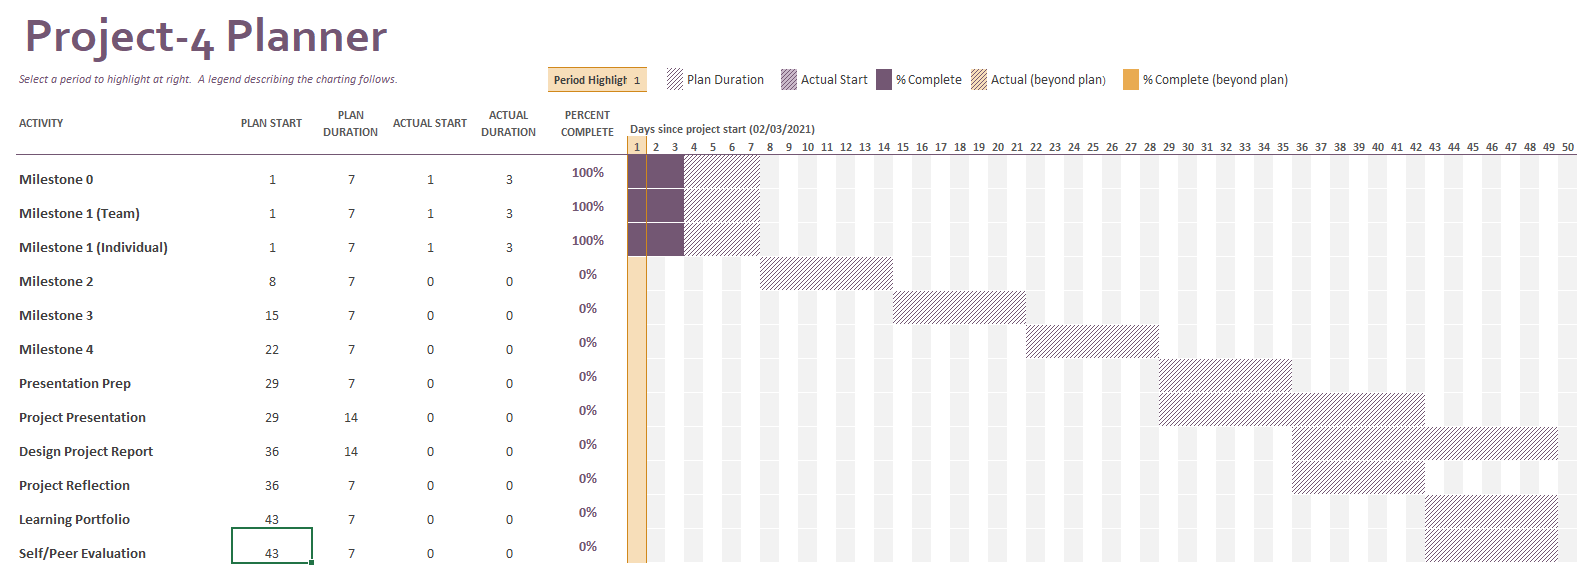 Project-4 Planner
Select a period to highlight at right.  A legend describing the charting follows.
Period Highligh 1 Plan Duration Actual Start % Complete Actual (beyond plan) % Complete (beyond plan)
ACTIVITY PLAN START PLAN DURATION ACTUAL START ACTUAL DURATION PERCENT COMPLETE
Days since project start (02/03/2021)
1 2 3 4 5 6 7 8 9 10 11 12 13 14 15 16 17 18 19 20 21 22 23 24 25 26 27 28 29 30 31 32 33 34 35 36 37 38 39 40 41 42 43 44 45 46 47 48 49 50
Milestone 0 1 7 1 3 100%
Milestone 1 (Team) 1 7 1 3 100%
Milestone 1 (Individual) 1 7 1 3 100%
Milestone 2 8 7 0 0 0%
Milestone 3 15 7 0 0 0%
Milestone 4 22 7 0 0 0%
Presentation Prep 29 7 0 0 0%
Project Presentation 29 14 0 0 0%
Design Project Report 36 14 0 0 0%
Project Reflection 36 7 0 0 0%
Learning Portfolio 43 7 0 0 0%
Self/Peer Evaluation 43 7 0 0 0%